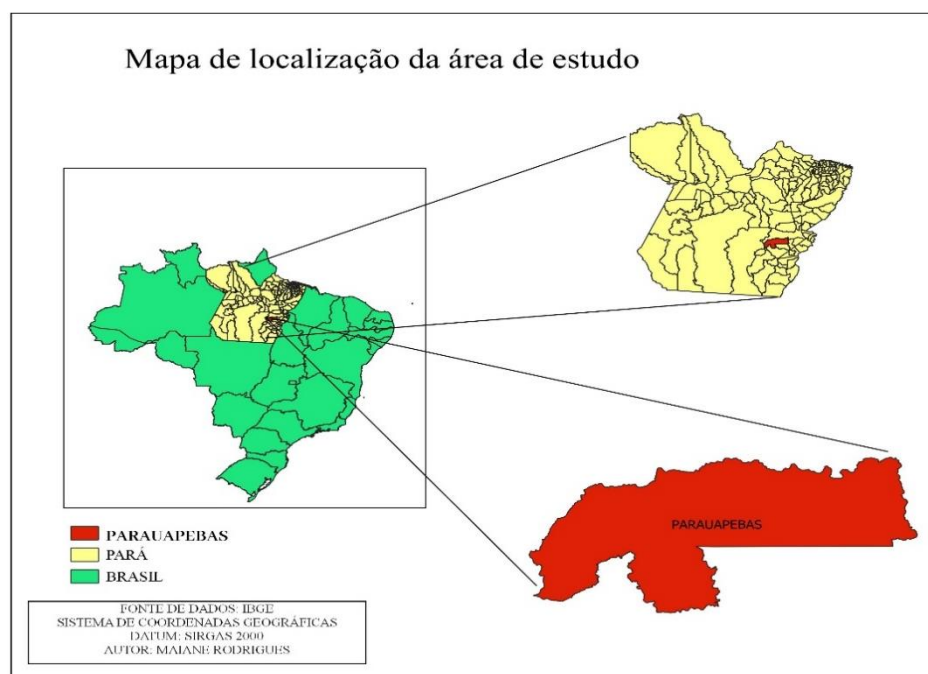 Mapa de localização da área de estudo
PARAUAPEBAS
PARAUAPEBAS
PARÁ
BRASIL
FONTE DE DADOS: IBGE
SISTEMA DE COORDENADAS GEOGRÁFICAS
DATUM: SIRGAS 2000
AUTOR: MAIANE RODRIGUES